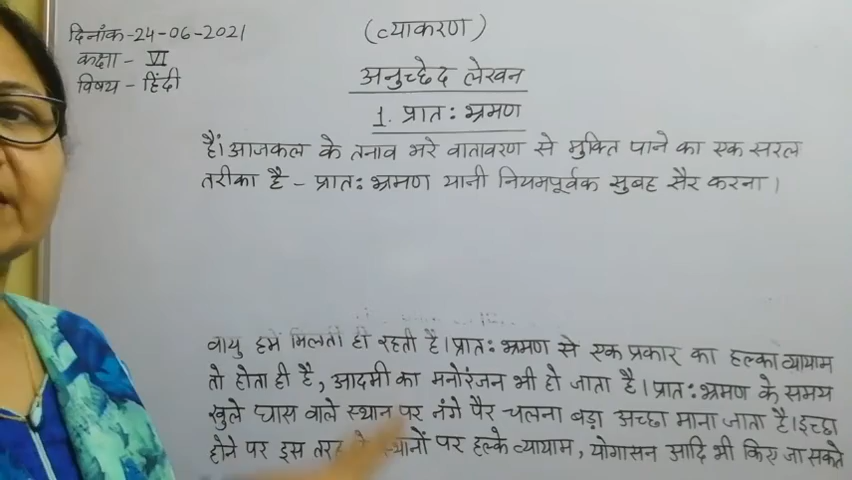 दिनांक-24-06-2021
कक्षा - VI
विषय - हिंदी
(व्याकरण)
अनुच्छेद लेखन
1. प्रात: भ्रमण
हैं। आजकल के तनाव भरे वातावरण से मुक्ति पाने का एक सरल
तरीका है - प्रात: भ्रमण यानी नियमपूर्वक सुबह सैर करना।
वायु हमें मिलती ही रहती है। प्रात: भ्रमण से एक प्रकार का हल्का व्यायाम
तो होता ही है, आदमी का मनोरंजन भी हो जाता है। प्रात: भ्रमण के समय
खुले घास वाले स्थान पर नंगे पैर चलना बड़ा अच्छा माना जाता है। इच्छा
होने पर इस तरह स्थानों पर हल्के व्यायाम, योगासन आदि भी किए जा सकते